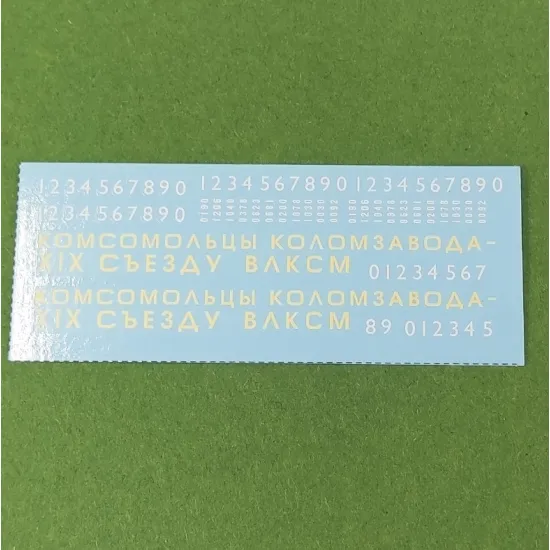 1234567890 1234567890 1234567890
1234567890
КОМСОМОЛЬЦЫ КОЛОМЗАВОДА-
XIX СЪЕЗДУ ВЛКСМ 01234567
КОМСОМОЛЬЦЫ КОЛОМЗАВОДА-
XIX СЪЕЗДУ ВЛКСМ 89 012345